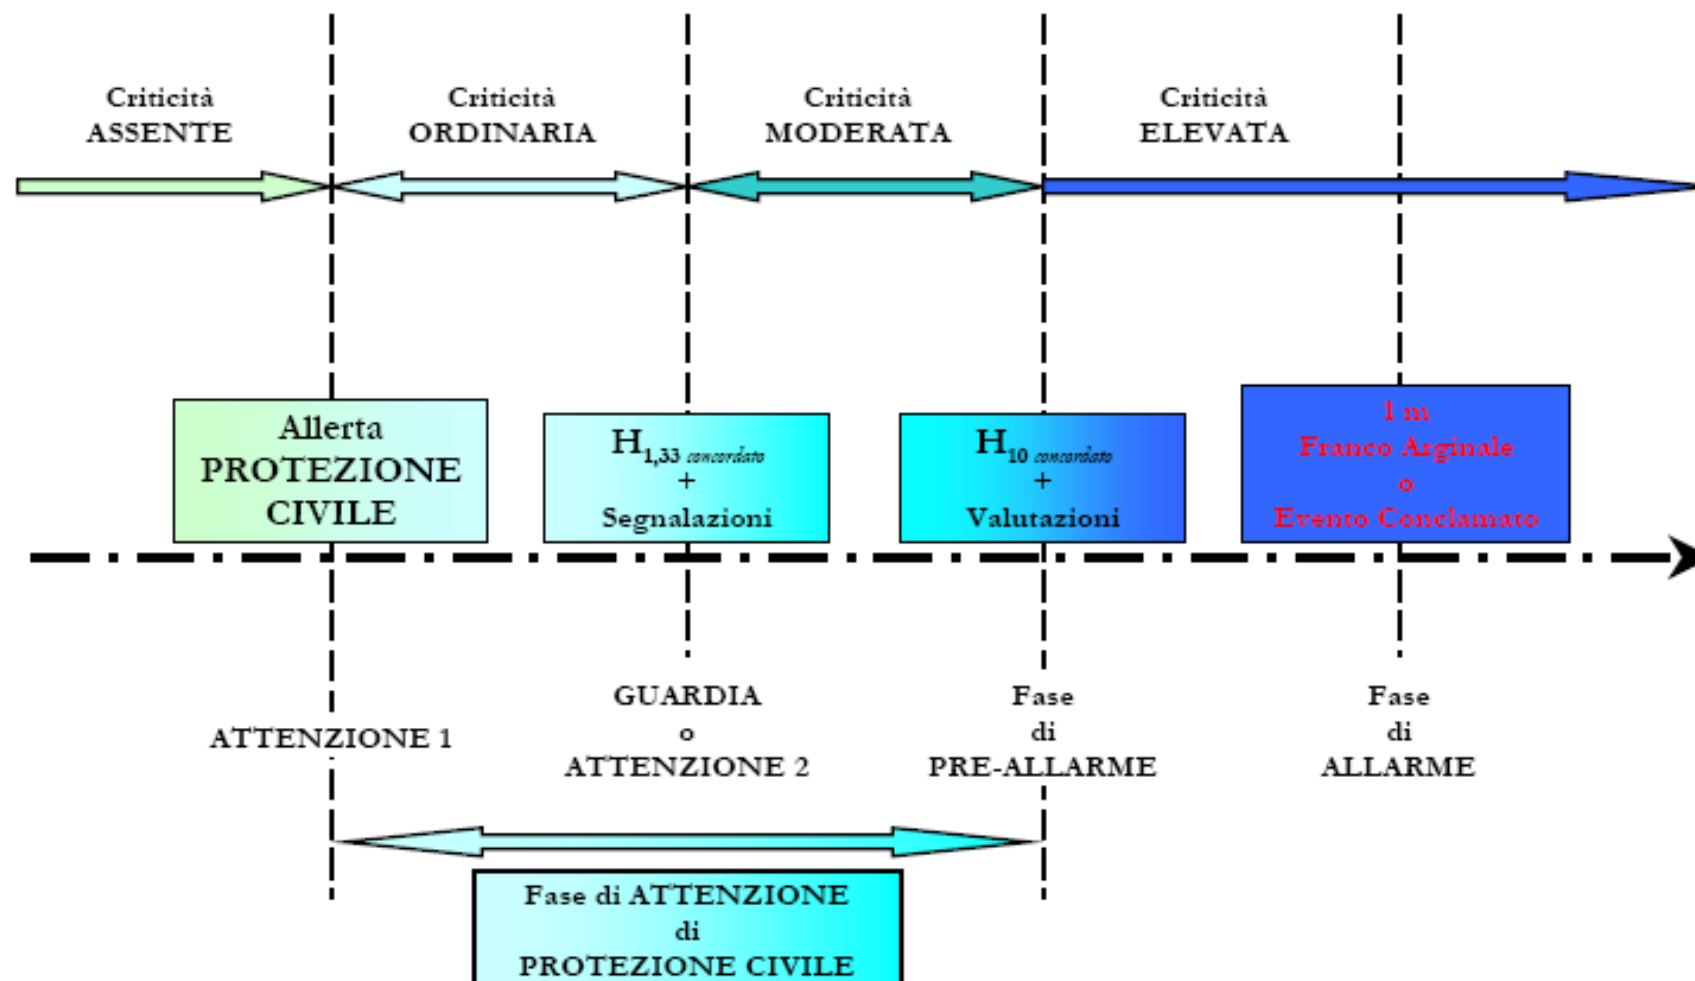 Criticità
ASSENTE
Criticità
ORDINARIA
Criticità
MODERATA
Criticità
ELEVATA
Allerta
PROTEZIONE
CIVILE
H1,33 concordato
+
Segnalazioni
H10 concordato
+
Valutazioni
1 m
Franco Arginale
o
Evento Conclamato
ATTENZIONE 1
GUARDIA
o
ATTENZIONE 2
Fase
di
PRE-ALLARME
Fase
di
ALLARME
Fase di ATTENZIONE
di
PROTEZIONE CIVILE